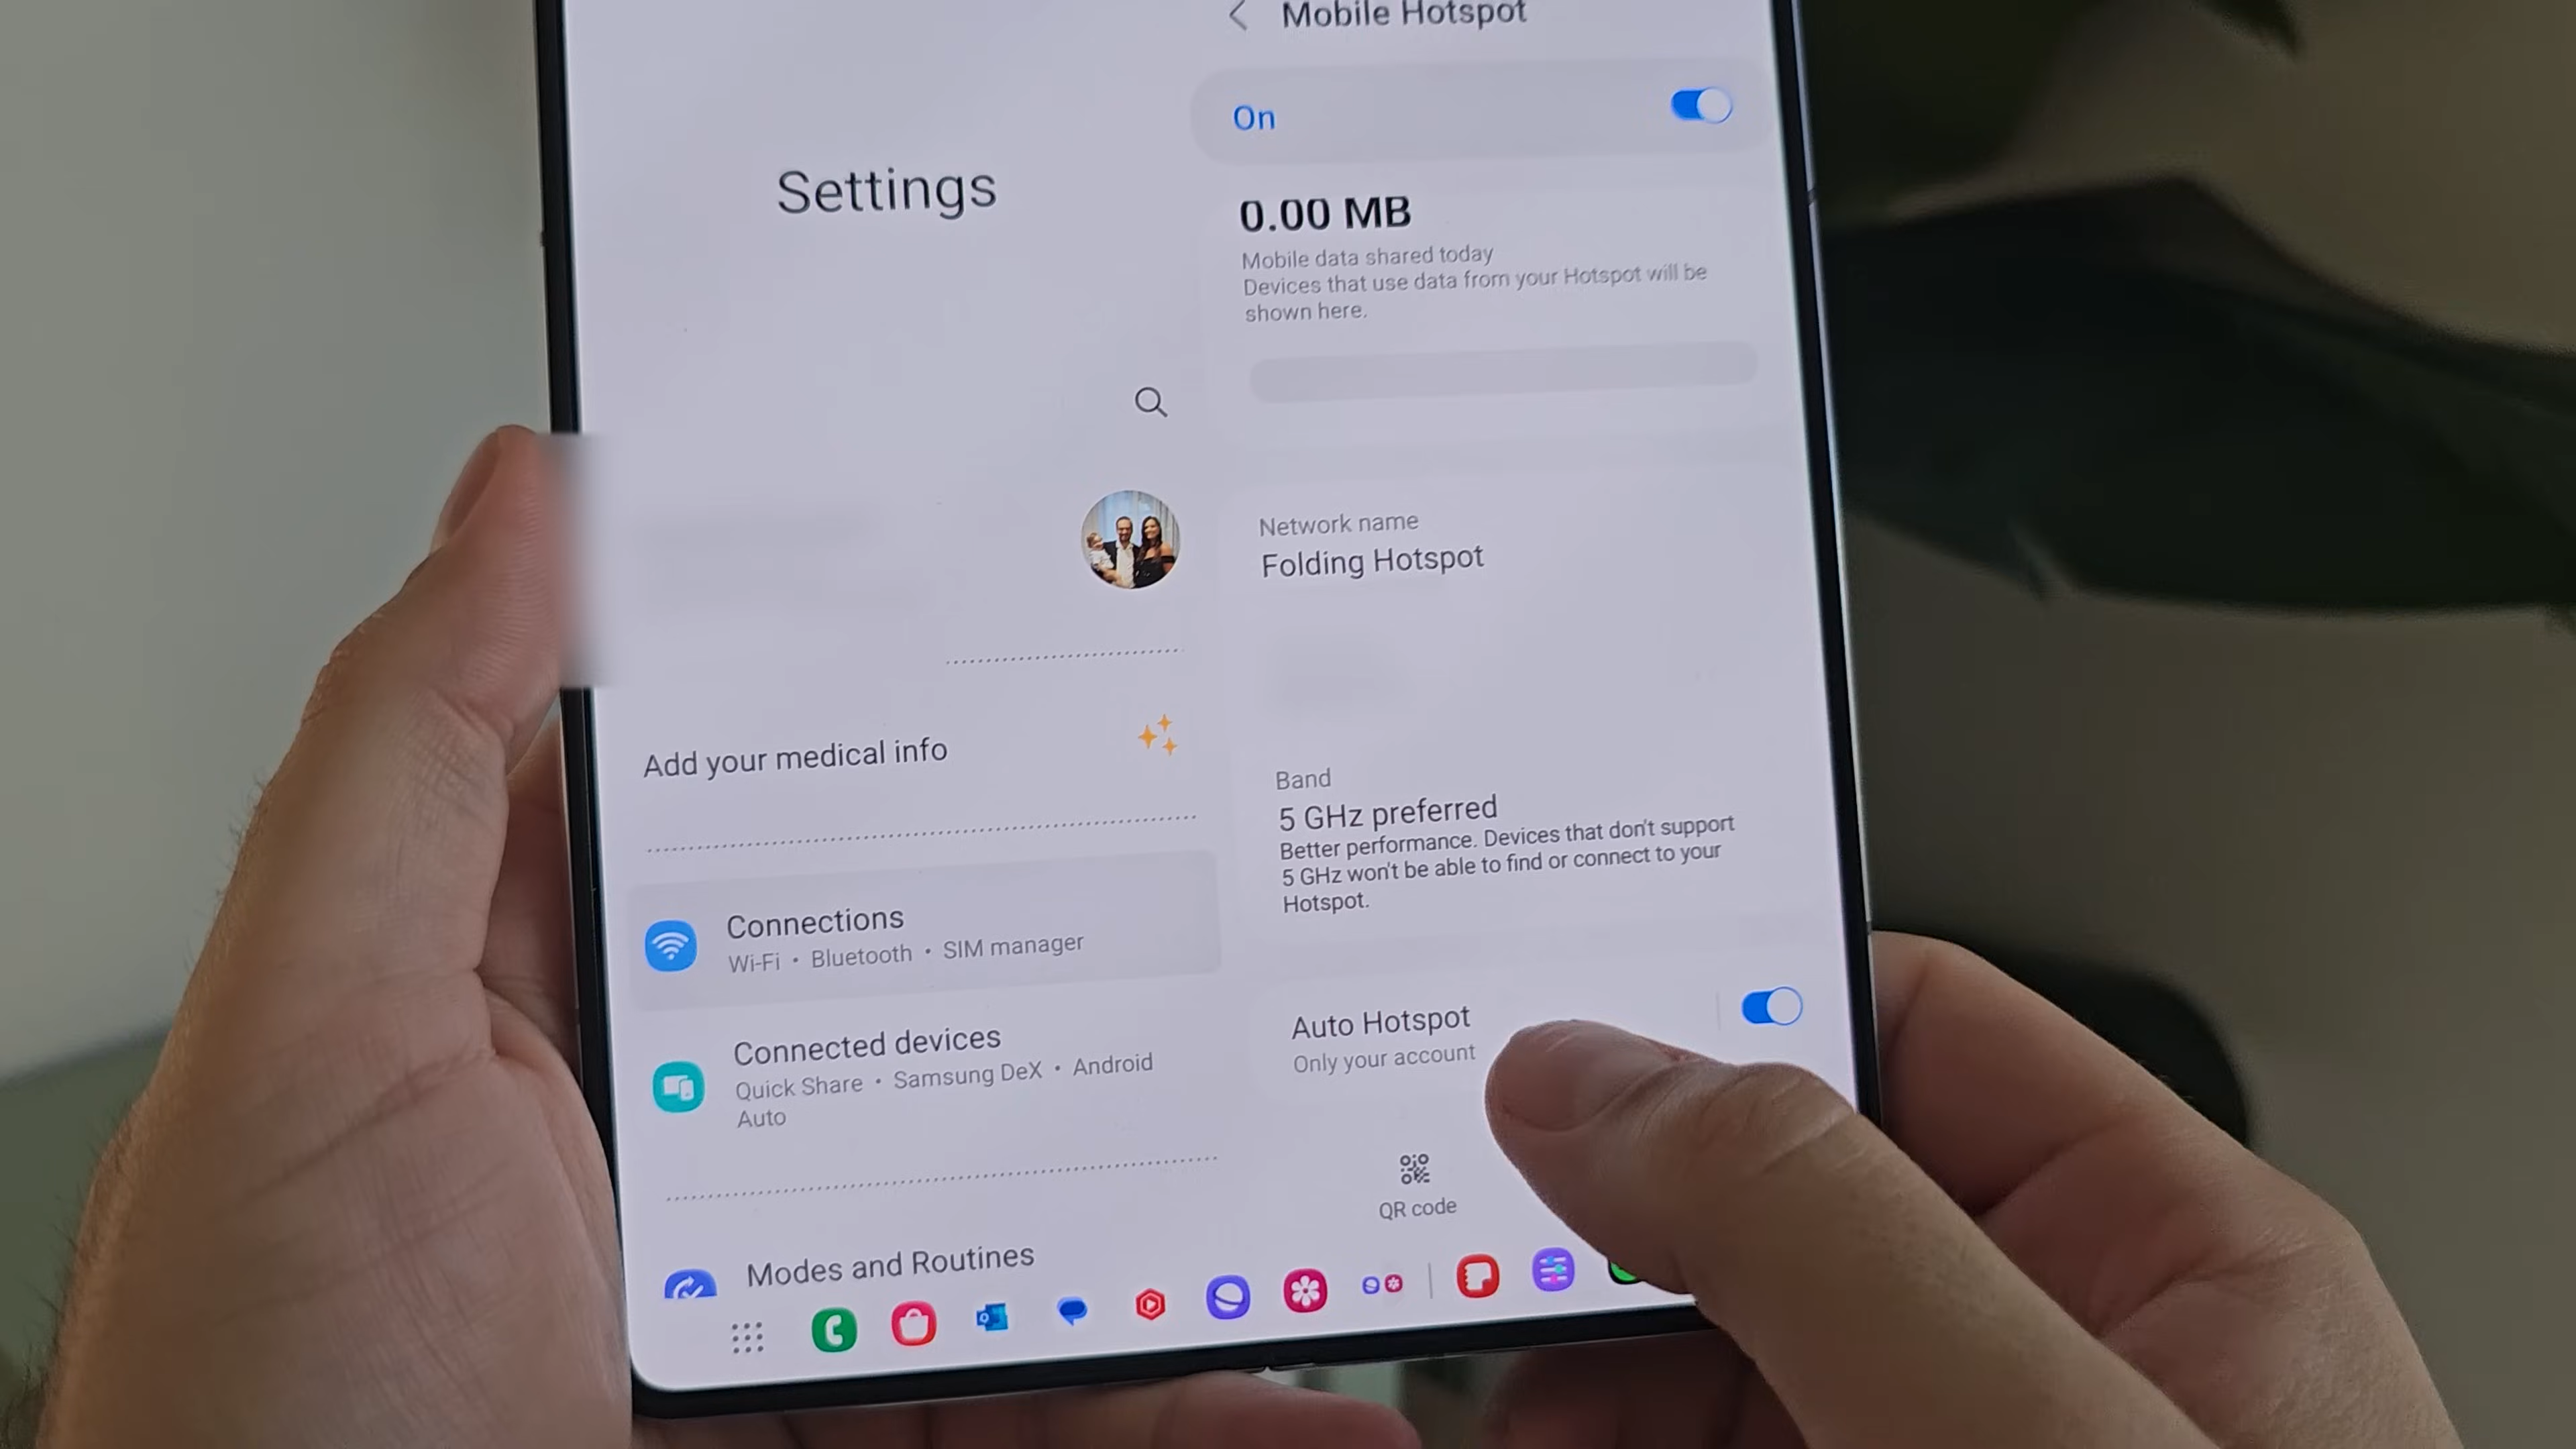 Settings
Add your medical info
Connections
Wi-Fi • Bluetooth • SIM manager
Connected devices
Quick Share • Samsung DeX • Android
Auto
Modes and Routines
Mobile Hotspot
On
0.00 MB
Mobile data shared today
Devices that use data from your Hotspot will be
shown here.
Network name
Folding Hotspot
Band
5 GHz preferred
Better performance. Devices that don't support
5 GHz won't be able to find or connect to your
Hotspot.
Auto Hotspot
Only your account
QR code